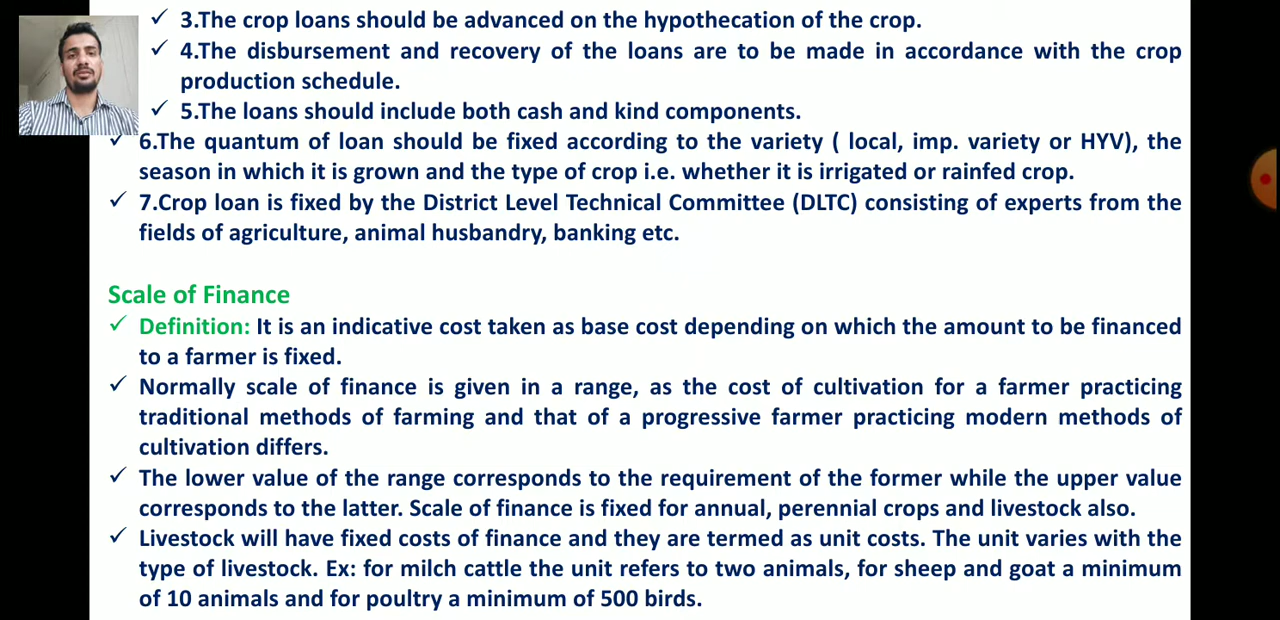 ✓ 3.The crop loans should be advanced on the hypothecation of the crop.
✓ 4.The disbursement and recovery of the loans are to be made in accordance with the crop
production schedule.
✓ 5.The loans should include both cash and kind components.
✓ 6.The quantum of loan should be fixed according to the variety ( local, imp. variety or HYV), the
season in which it is grown and the type of crop i.e. whether it is irrigated or rainfed crop.
✓ 7.Crop loan is fixed by the District Level Technical Committee (DLTC) consisting of experts from the
fields of agriculture, animal husbandry, banking etc.
Scale of Finance
✓ Definition: It is an indicative cost taken as base cost depending on which the amount to be financed
to a farmer is fixed.
✓ Normally scale of finance is given in a range, as the cost of cultivation for a farmer practicing
traditional methods of farming and that of a progressive farmer practicing modern methods of
cultivation differs.
✓ The lower value of the range corresponds to the requirement of the former while the upper value
corresponds to the latter. Scale of finance is fixed for annual, perennial crops and livestock also.
✓ Livestock will have fixed costs of finance and they are termed as unit costs. The unit varies with the
type of livestock. Ex: for milch cattle the unit refers to two animals, for sheep and goat a minimum
of 10 animals and for poultry a minimum of 500 birds.